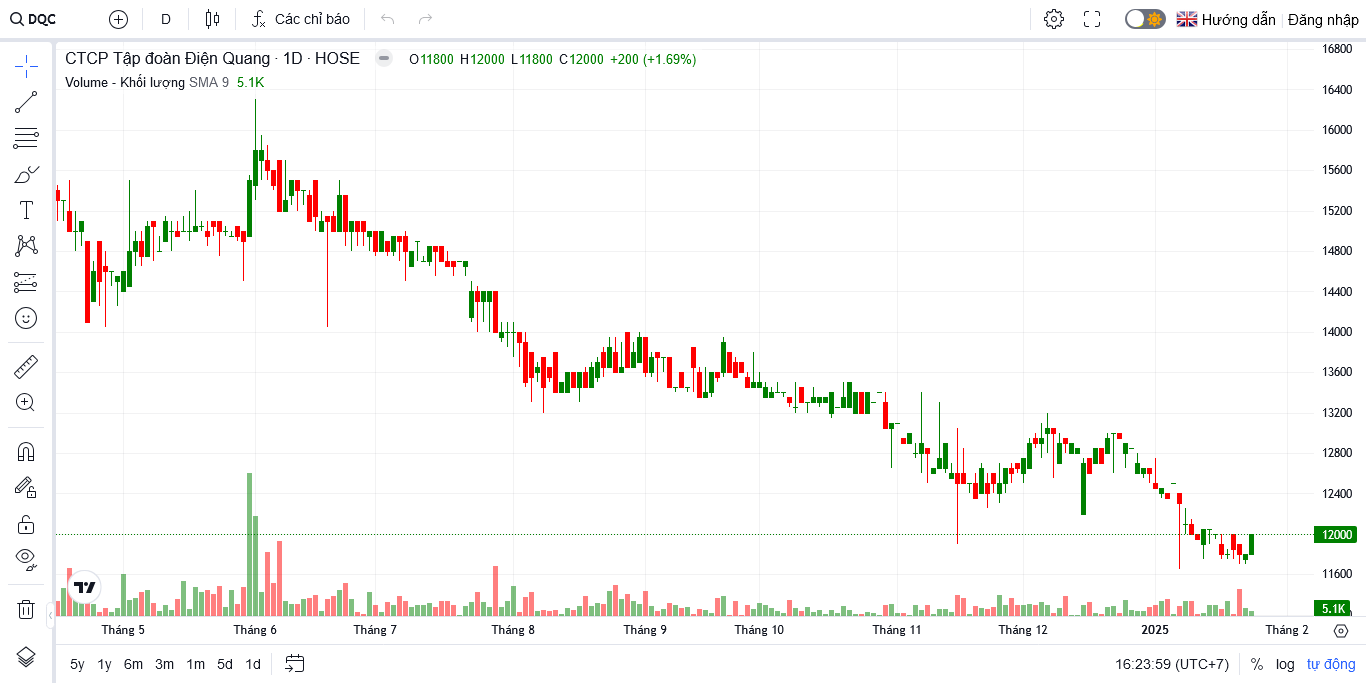 DQC D Các chỉ báo Hướng dẫn Đăng nhập
CTCP Tập đoàn Điện Quang · 1D · HOSE O11800 H12000 L11800 C12000 +200 (+1.69%)
Volume - Khối lượng SMA 9 5.1K
16800
16400
16000
15600
15200
14800
14400
14000
13600
13200
12800
12400
12000
11600
5.1K
Tháng 5 Tháng 6 Tháng 7 Tháng 8 Tháng 9 Tháng 10 Tháng 11 Tháng 12 2025 Tháng 2
5y 1y 6m 3m 1m 5d 1d 16:23:59 (UTC+7) % log tự động